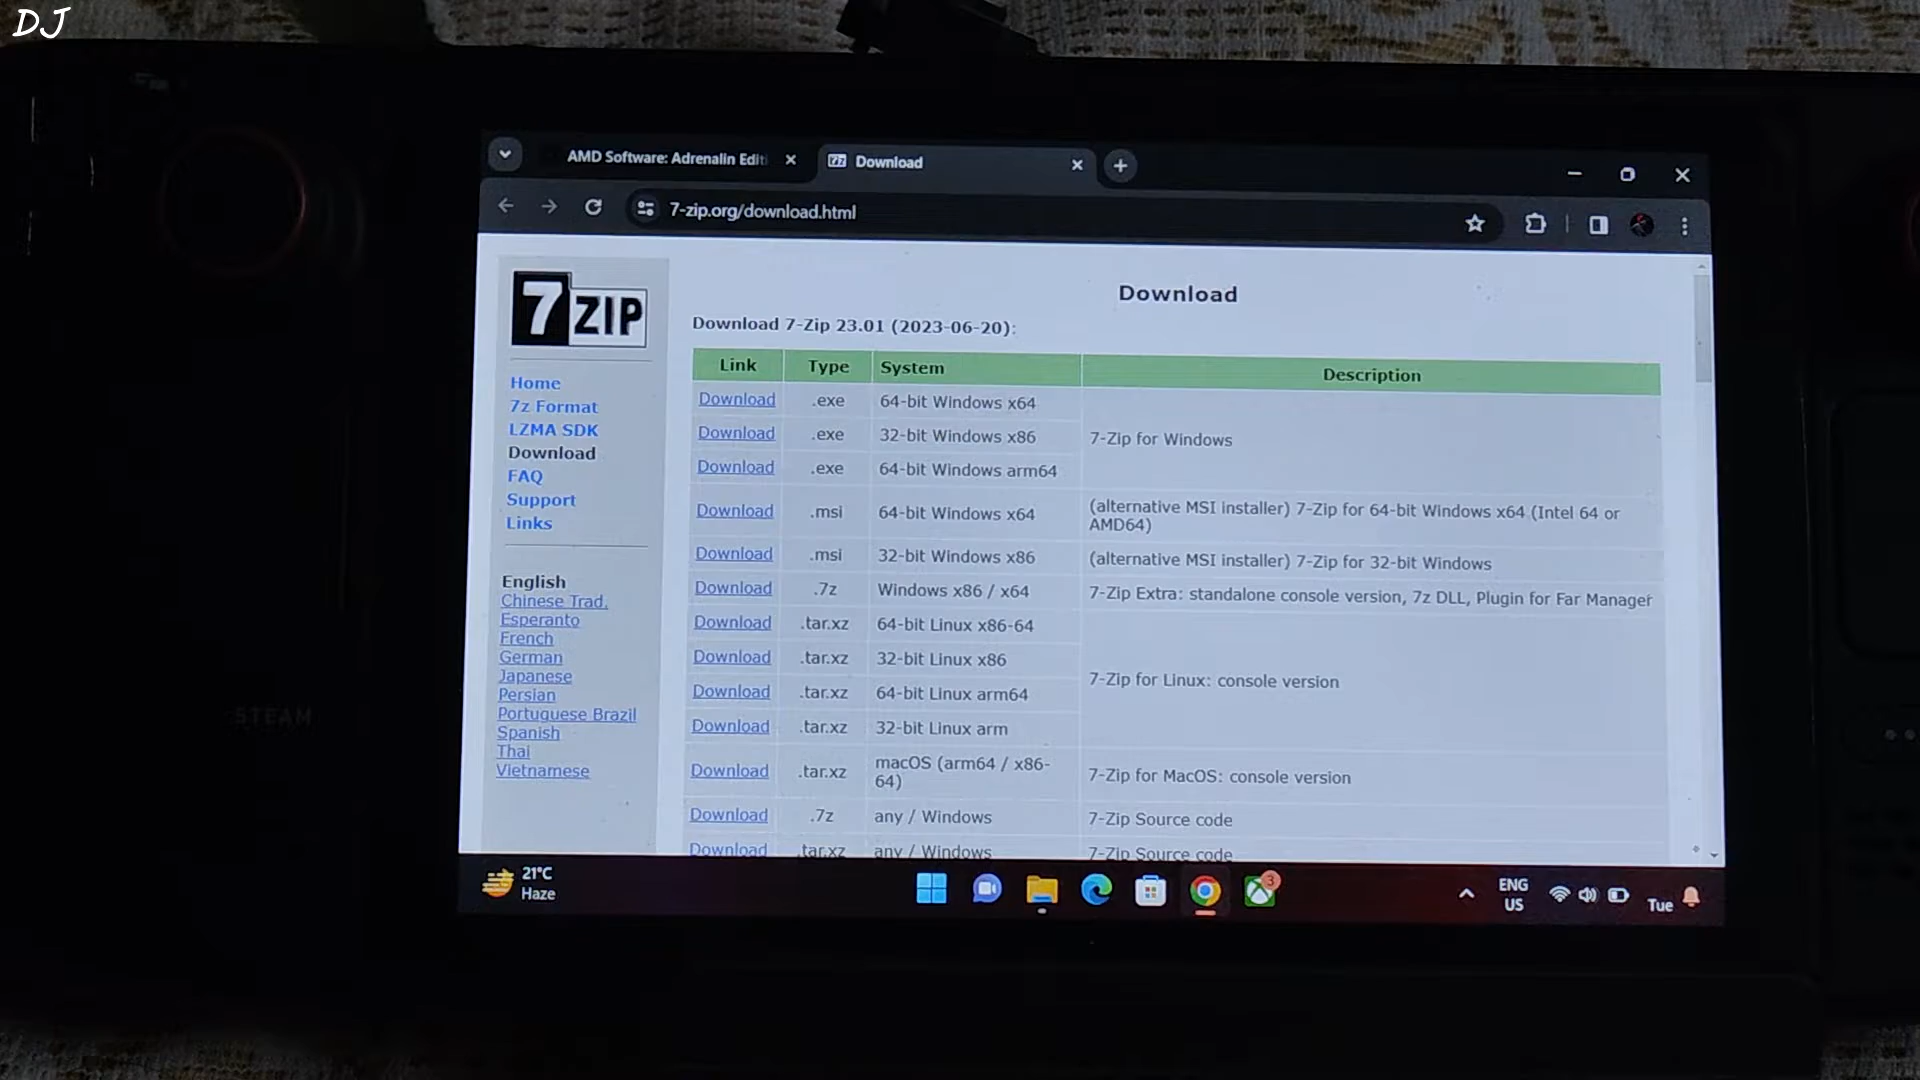 DJ
AMD Software: Adrenalin Edit
7z Download
7-zip.org/download.html
7ZIP
Home
7z Format
LZMA SDK
Download
FAQ
Support
Links
English
Chinese Trad.
Esperanto
French
German
Japanese
Persian
Portuguese Brazil
Spanish
Thai
Vietnamese
Download
Download 7-Zip 23.01 (2023-06-20):
Link Type System Description
Download .exe 64-bit Windows x64
Download .exe 32-bit Windows x86 7-Zip for Windows
Download .exe 64-bit Windows arm64
Download .msi 64-bit Windows x64 (alternative MSI installer) 7-Zip for 64-bit Windows x64 (Intel 64 or
AMD64)
Download .msi 32-bit Windows x86 (alternative MSI installer) 7-Zip for 32-bit Windows
Download .7z Windows x86 / x64 7-Zip Extra: standalone console version, 7z DLL, Plugin for Far Manager
Download .tar.xz 64-bit Linux x86-64
Download .tar.xz 32-bit Linux x86 7-Zip for Linux: console version
Download .tar.xz 64-bit Linux arm64
Download .tar.xz 32-bit Linux arm
Download .tar.xz macOS (arm64 / x86-
64) 7-Zip for MacOS: console version
Download .7z any / Windows 7-Zip Source code
Download .tar.xz any / Windows 7-Zip Source code
STEAM
21°C
Haze
3
ENG
US
Tue